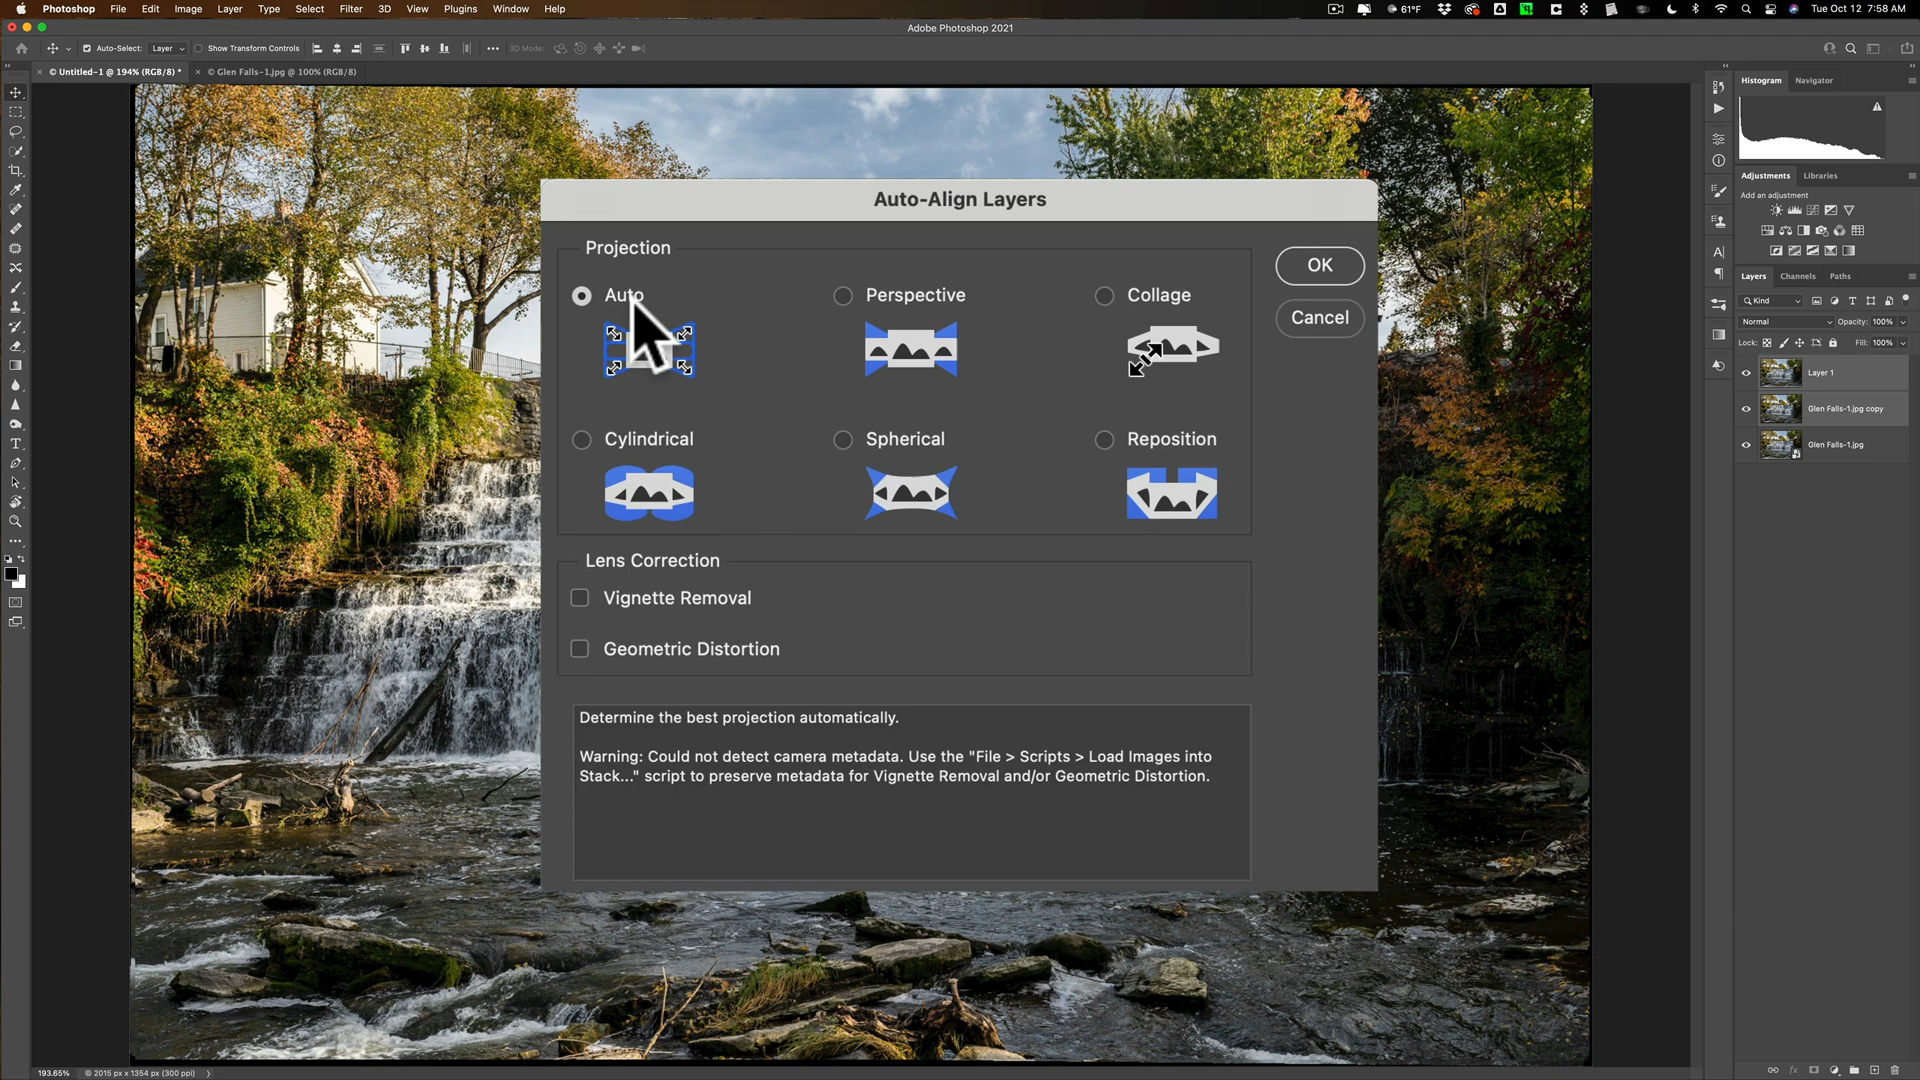 Photoshop File Edit Image Layer Type Select Filter 3D View Plugins Window Help 61°F Tue Oct 12 7:58 AM
Adobe Photoshop 2021
Auto-Select: Layer Show Transform Controls 3D Mode:
© Untitled-1 @ 194% (RGB/8) * © Glen Falls-1.jpg @ 100% (RGB/8)
Histogram Navigator
Adjustments Libraries
Add an adjustment
Layers Channels Paths
Kind
Normal Opacity: 100%
Lock: Fill: 100%
Layer 1
Glen Falls-1.jpg copy
Glen Falls-1.jpg
Auto-Align Layers
Projection
OK
Cancel
Auto Perspective Collage
Cylindrical Spherical Reposition
Lens Correction
Vignette Removal
Geometric Distortion
Determine the best projection automatically.
Warning: Could not detect camera metadata. Use the "File > Scripts > Load Images into
Stack..." script to preserve metadata for Vignette Removal and/or Geometric Distortion.
193.65% © 2015 px x 1354 px (300 ppi)